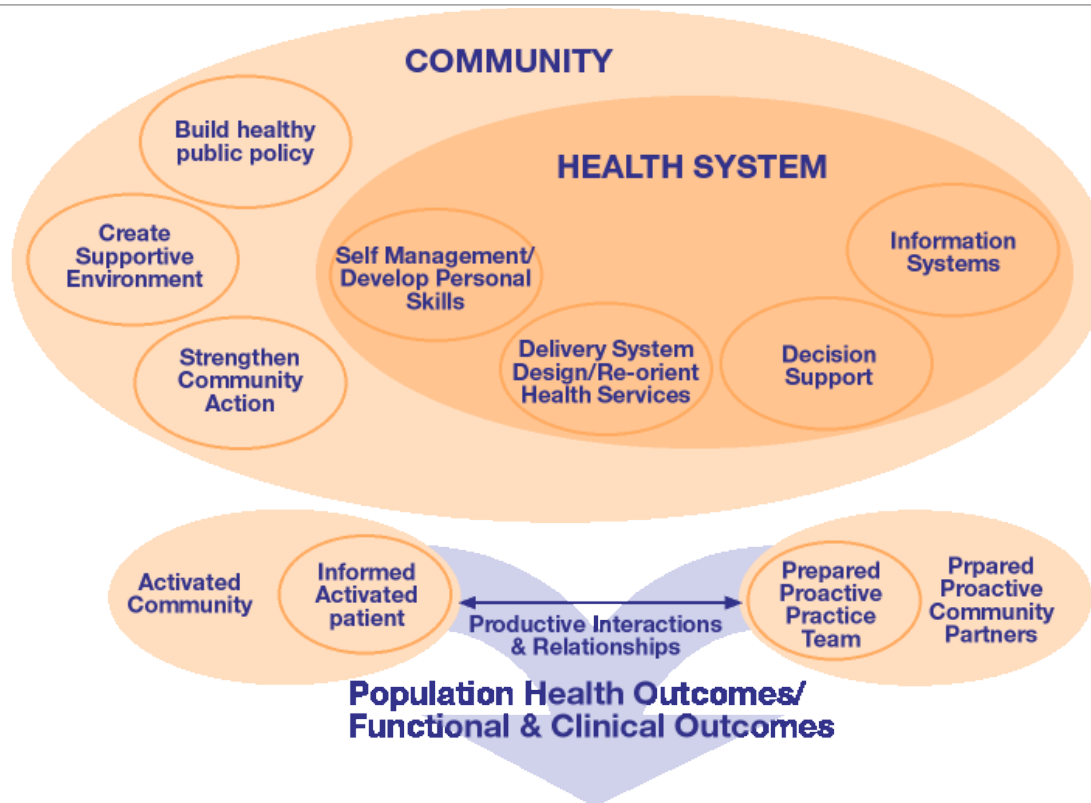 COMMUNITY
Build healthy
public policy
HEALTH SYSTEM
Create
Supportive
Environment
Self Management/
Develop Personal
Skills
Information
Systems
Strengthen
Community
Action
Delivery System
Design/Re-orient
Health Services
Decision
Support
Activated
Community
Informed
Activated
patient
Productive Interactions
& Relationships
Prepared
Proactive
Practice
Team
Prpared
Proactive
Community
Partners
Population Health Outcomes/
Functional & Clinical Outcomes